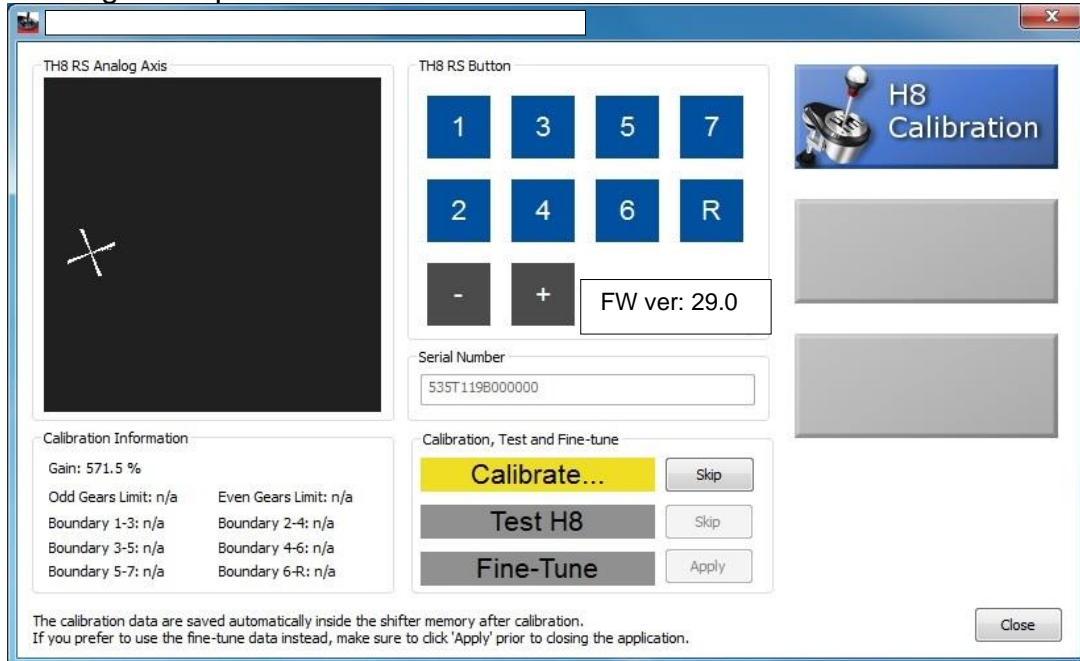 TH8 RS Analog Axis
TH8 RS Button
1 3 5 7
2 4 6 R
- +
FW ver: 29.0
H8
Calibration
Serial Number
535T119B000000
Calibration Information
Gain: 571.5 %
Odd Gears Limit: n/a Even Gears Limit: n/a
Boundary 1-3: n/a Boundary 2-4: n/a
Boundary 3-5: n/a Boundary 4-6: n/a
Boundary 5-7: n/a Boundary 6-R: n/a
Calibration, Test and Fine-tune
Calibrate... Skip
Test H8 Skip
Fine-Tune Apply
The calibration data are saved automatically inside the shifter memory after calibration.
If you prefer to use the fine-tune data instead, make sure to click 'Apply' prior to closing the application.
Close